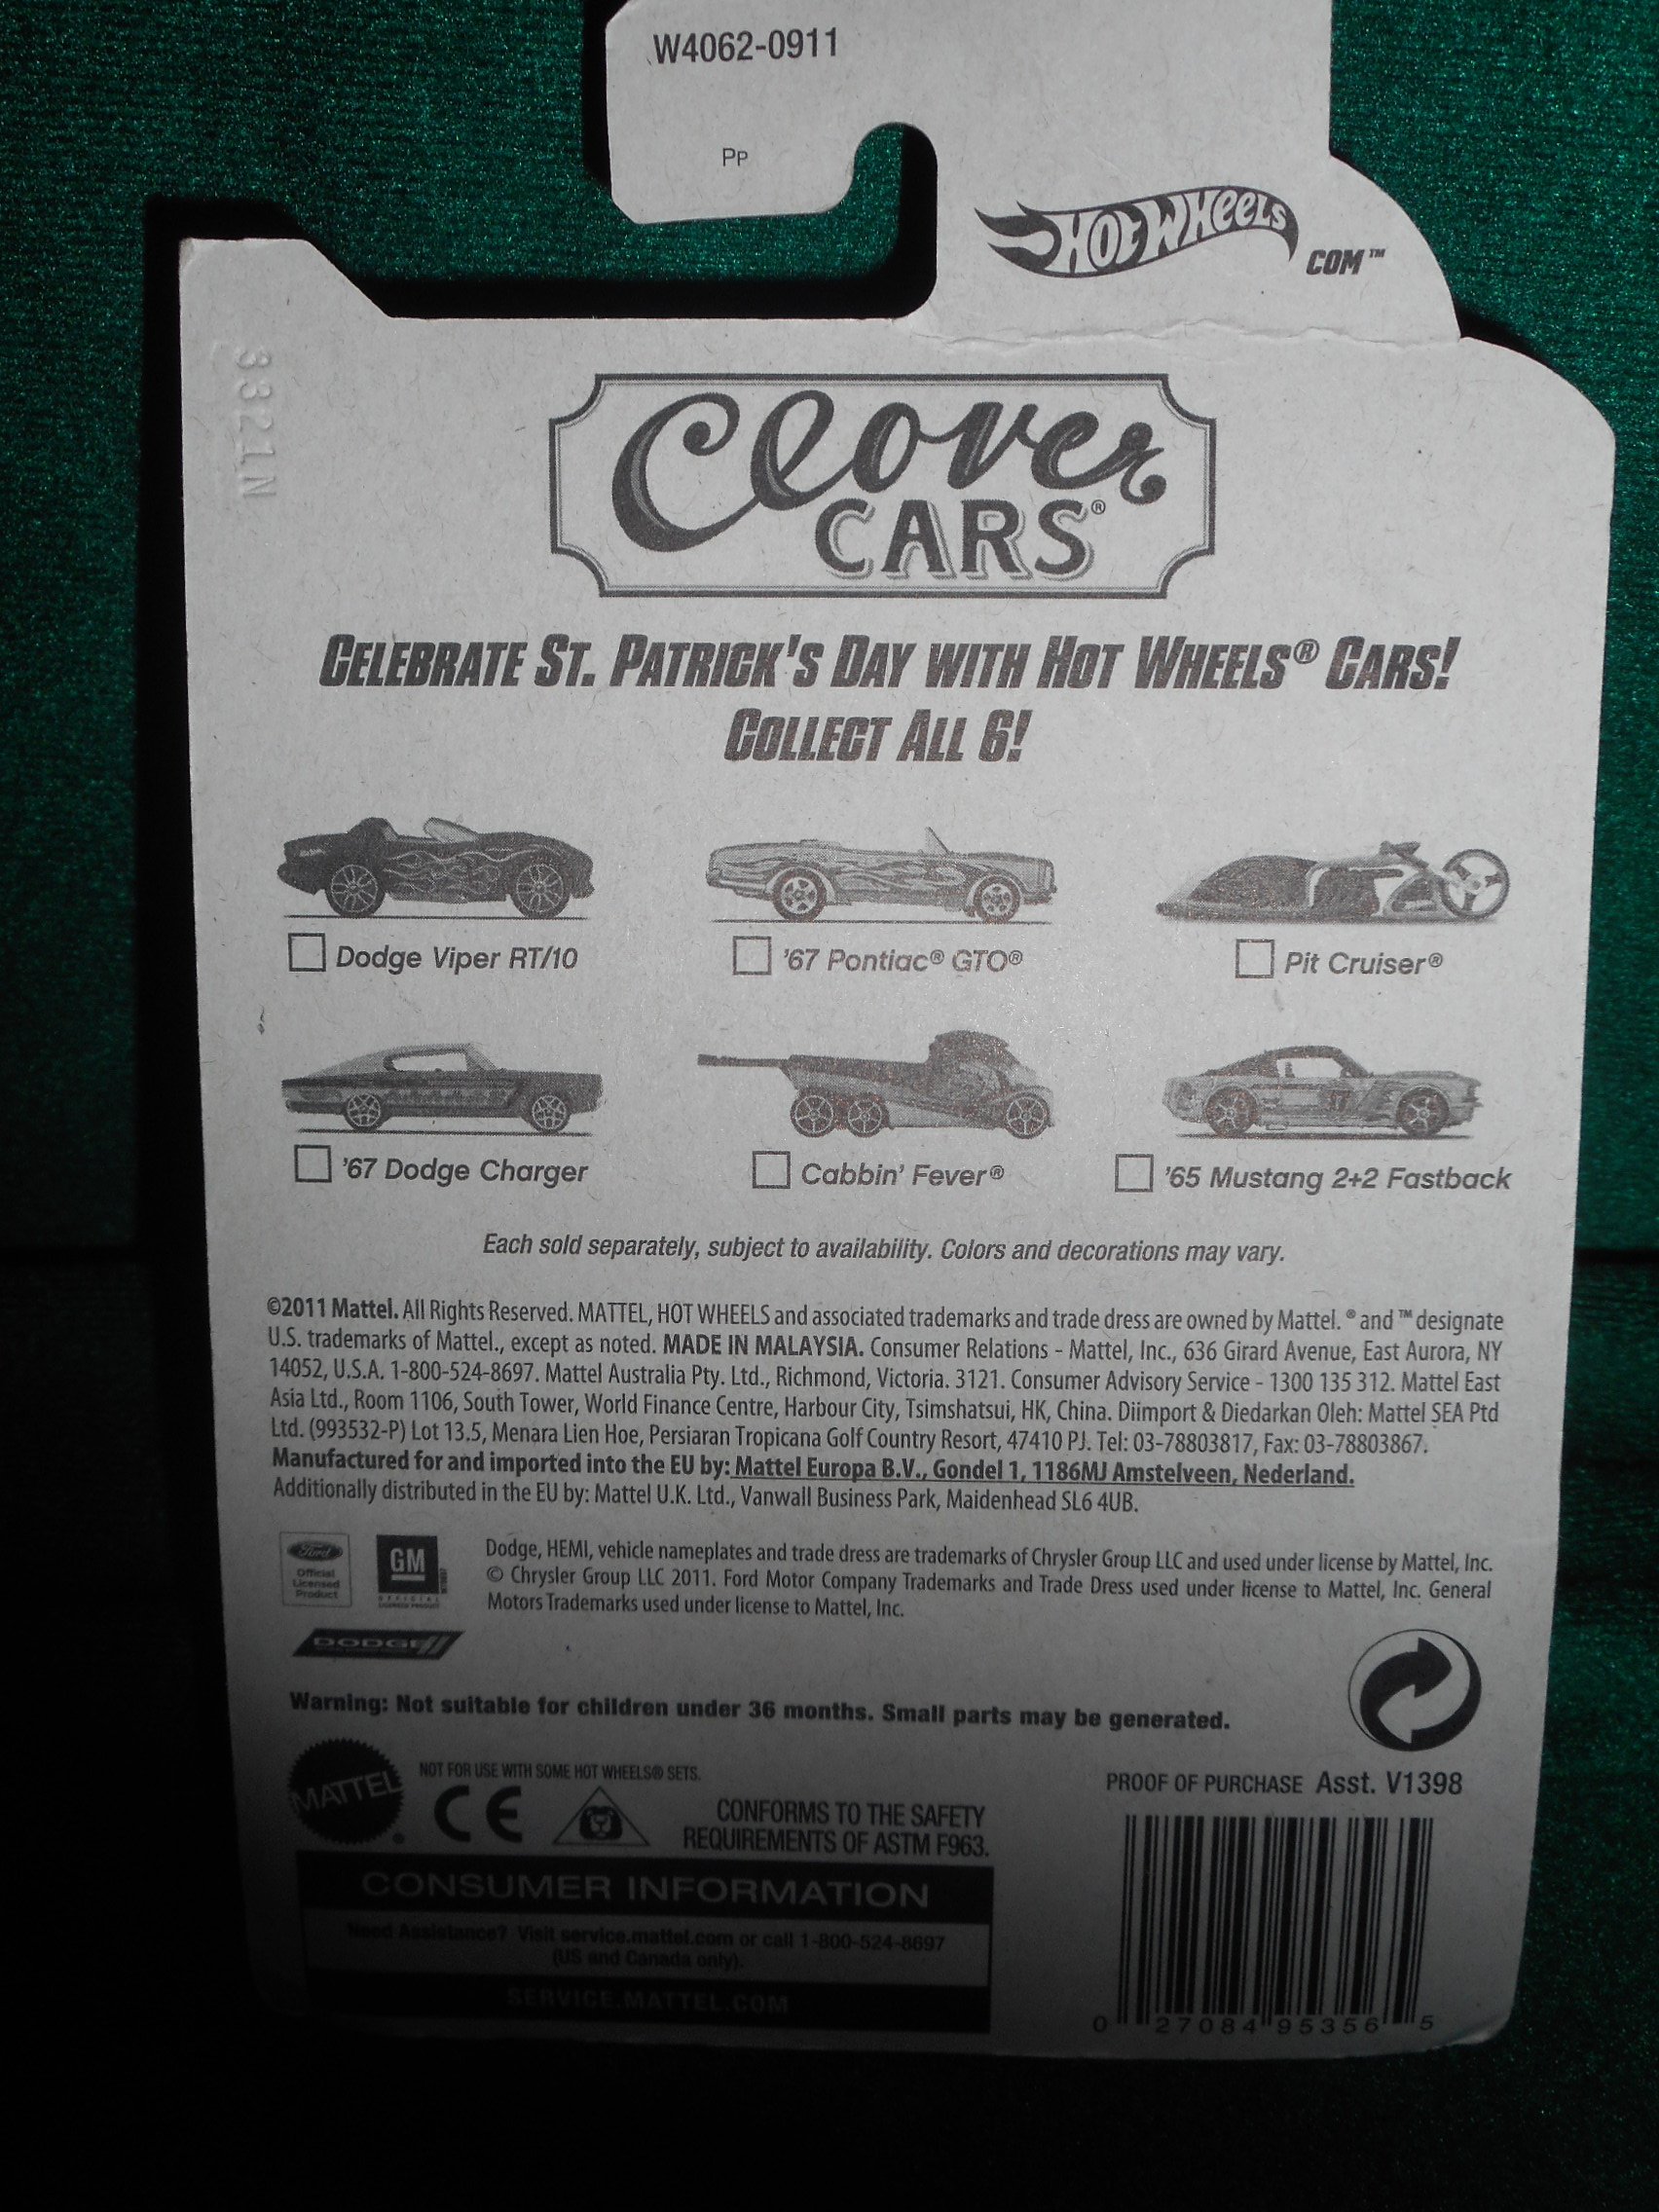 W4062-0911
Pp
HOT WHEELS
COM™
3321N
Clover
CARS®
CELEBRATE ST. PATRICK'S DAY WITH HOT WHEELS® CARS!
COLLECT ALL 6!
Dodge Viper RT/10
'67 Pontiac® GTO®
Pit Cruiser®
37
'67 Dodge Charger
Cabbin' Fever®
'65 Mustang 2+2 Fastback
Each sold separately, subject to availability. Colors and decorations may vary.
©2011 Mattel. All Rights Reserved. MATTEL, HOT WHEELS and associated trademarks and trade dress are owned by Mattel. ® and ™ designate
U.S. trademarks of Mattel., except as noted. MADE IN MALAYSIA. Consumer Relations - Mattel, Inc., 636 Girard Avenue, East Aurora, NY
14052, U.S.A. 1-800-524-8697. Mattel Australia Pty. Ltd., Richmond, Victoria. 3121. Consumer Advisory Service - 1300 135 312. Mattel East
Asia Ltd., Room 1106, South Tower, World Finance Centre, Harbour City, Tsimshatsui, HK, China. Diimport & Diedarkan Oleh: Mattel SEA Ptd
Ltd. (993532-P) Lot 13.5, Menara Lien Hoe, Persiaran Tropicana Golf Country Resort, 47410 PJ. Tel: 03-78803817, Fax: 03-78803867.
Manufactured for and imported into the EU by: Mattel Europa B.V., Gondel 1, 1186MJ Amstelveen, Nederland.
Additionally distributed in the EU by: Mattel U.K. Ltd., Vanwall Business Park, Maidenhead SL6 4UB.
Ford
Official
Licensed
Product
GM
OFFICIAL
LICENSED PRODUCT
Dodge, HEMI, vehicle nameplates and trade dress are trademarks of Chrysler Group LLC and used under license by Mattel, Inc.
© Chrysler Group LLC 2011. Ford Motor Company Trademarks and Trade Dress used under license to Mattel, Inc. General
Motors Trademarks used under license to Mattel, Inc.
DODGE
Warning: Not suitable for children under 36 months. Small parts may be generated.
MATTEL®
NOT FOR USE WITH SOME HOT WHEELS® SETS.
CE
CONFORMS TO THE SAFETY
REQUIREMENTS OF ASTM F963.
PROOF OF PURCHASE Asst. V1398
CONSUMER INFORMATION
Need Assistance? Visit service.mattel.com or call 1-800-524-8697
(US and Canada only).
SERVICE.MATTEL.COM
0 27084 95356 5